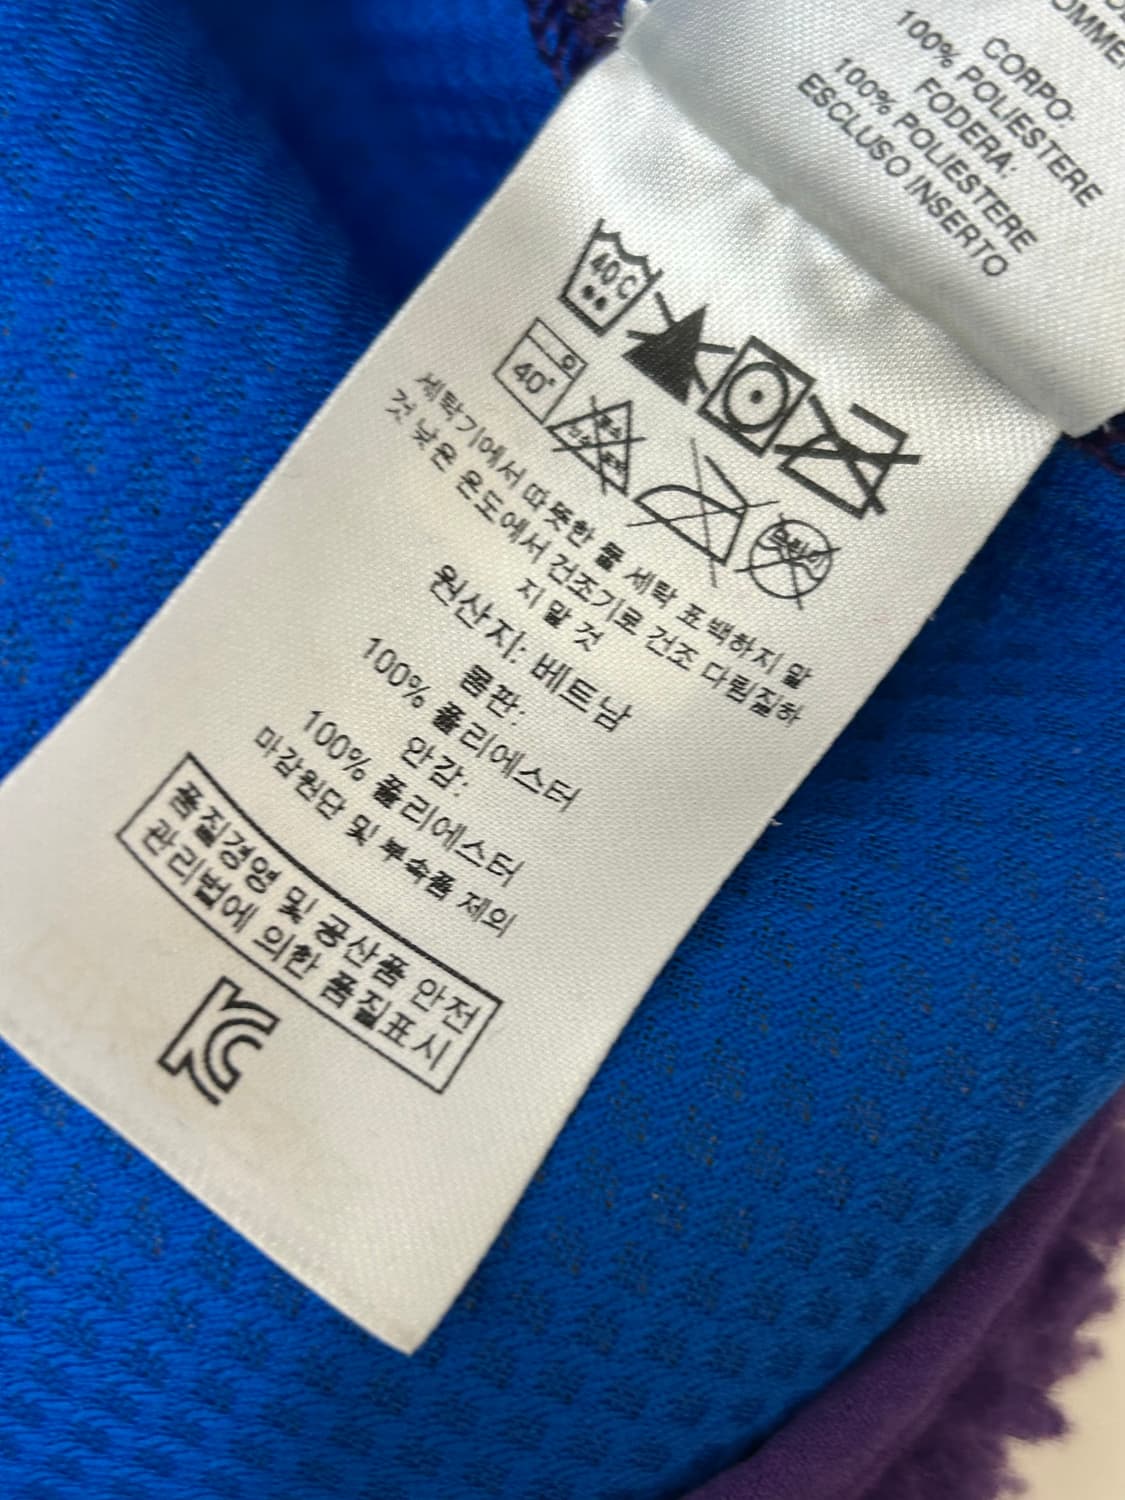 CORPO:
100% POLIESTERE
FODERA:
100% POLIESTERE
ESCLUSO INSERTO
40C
약
40°
세탁기에서 따뜻한 물 세탁 표백하지 말
것 낮은 온도에서 건조기로 건조 다림질하
지 말 것
원산지: 베트남
몸판:
100% 폴리에스터
안감:
100% 폴리에스터
마감원단 및 부속품 제외
품질경영 및 공산품 안전
관리법에 의한 품질표시